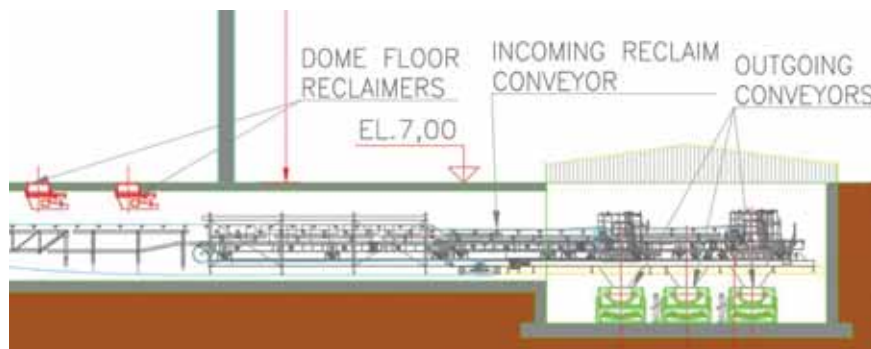 DOME FLOOR
RECLAIMERS
INCOMING RECLAIM
CONVEYOR
OUTGOING
CONVEYORS
EL.7,00